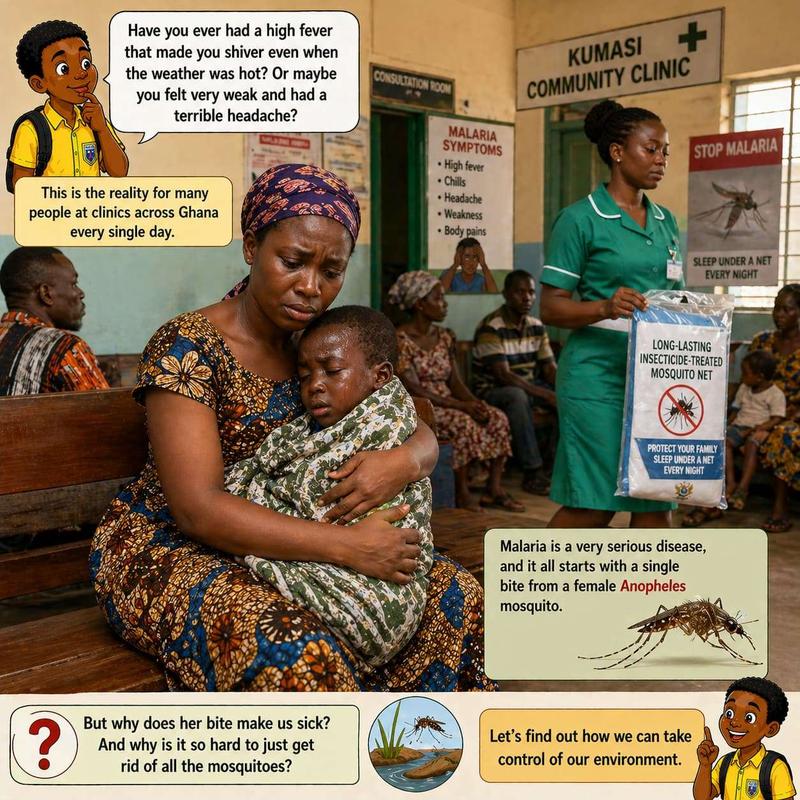 Have you ever had a high fever
that made you shiver even when
the weather was hot? Or maybe
you felt very weak and had a
terrible headache?
This is the reality for many
people at clinics across Ghana
every single day.
CONSULTATION ROOM
KUMASI
COMMUNITY CLINIC
MALARIA
SYMPTOMS
• High fever
• Chills
• Headache
• Weakness
• Body pains
STOP MALARIA
SLEEP UNDER A NET
EVERY NIGHT
LONG-LASTING
INSECTICIDE-TREATED
MOSQUITO NET
PROTECT YOUR FAMILY
SLEEP UNDER A NET
EVERY NIGHT
Malaria is a very serious disease,
and it all starts with a single
bite from a female Anopheles
mosquito.
?
But why does her bite make us sick?
And why is it so hard to just get
rid of all the mosquitoes?
Let's find out how we can take
control of our environment.